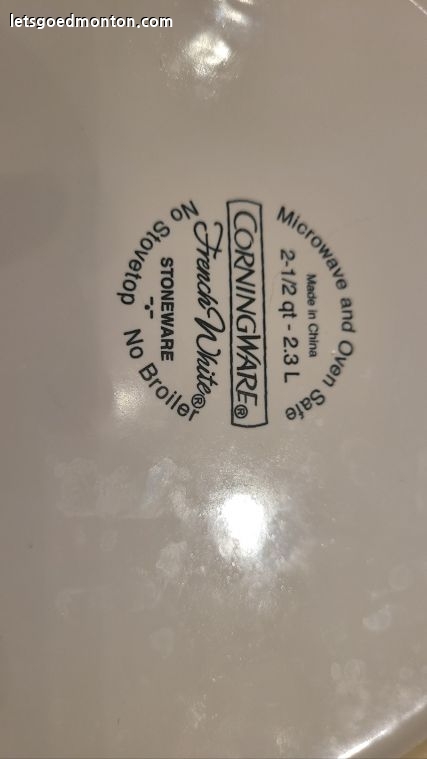 letsgoedmonton.com
Microwave and Oven Safe
Made in China
2-1/2 qt - 2.3 L
CORNINGWARE®
French White®
STONEWARE
No Stovetop No Broiler